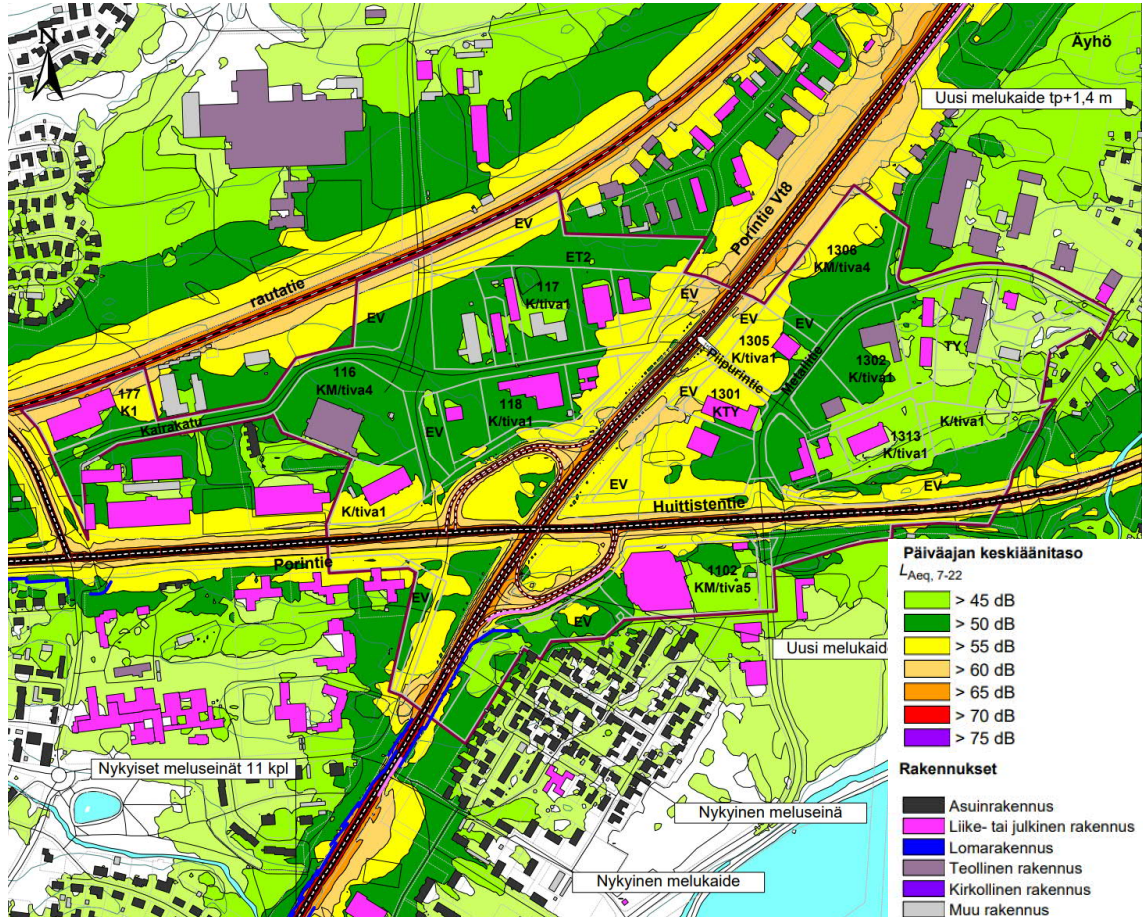 N
Äyhö
Uusi melukaide tp+1,4 m
EV
Porintie Vt8
1306
KM/tiva4
ET2
rautatie
117
K/tiva1
EV
EV
EV
EV
1305
K/tiva1
1302
K/tiva1
TY
Piipurintie
Metallitie
116
KM/tiva4
177
K1
118
K/tiva1
EV
1301
KTY
K/tiva1
Kairakatu
EV
1313
K/tiva1
EV
EV
K/tiva1
Huittistentie
Porintie
1102
KM/tiva5
EV
EV
Uusi melukaide
Nykyiset meluseinät 11 kpl
Nykyinen meluseinä
Nykyinen melukaide
Päiväajan keskiäänitaso
LAeq, 7-22
> 45 dB
> 50 dB
> 55 dB
> 60 dB
> 65 dB
> 70 dB
> 75 dB
Rakennukset
Asuinrakennus
Liike- tai julkinen rakennus
Lomarakennus
Teollinen rakennus
Kirkollinen rakennus
Muu rakennus